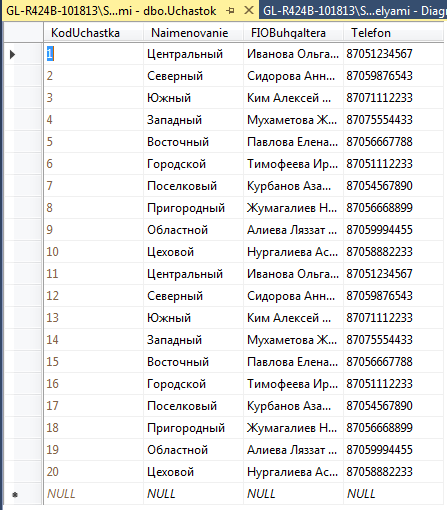 GL-R424B-101813\S...mi - dbo.Uchastok GL-R424B-101813\S...elyami - Diag
KodUchastka Naimenovanie FIOBuhqaltera Telefon
1 Центральный Иванова Ольга... 87051234567
2 Северный Сидорова Анн... 87059876543
3 Южный Ким Алексей ... 87071112233
4 Западный Мухаметова Ж... 87075554433
5 Восточный Павлова Елена... 87056667788
6 Городской Тимофеева Ир... 87051112233
7 Поселковый Курбанов Аза... 87054567890
8 Пригородный Жумагалиев Н... 87056668899
9 Областной Алиева Ляззат ... 87059994455
10 Цеховой Нургалиева Ас... 87058882233
11 Центральный Иванова Ольга... 87051234567
12 Северный Сидорова Анн... 87059876543
13 Южный Ким Алексей ... 87071112233
14 Западный Мухаметова Ж... 87075554433
15 Восточный Павлова Елена... 87056667788
16 Городской Тимофеева Ир... 87051112233
17 Поселковый Курбанов Аза... 87054567890
18 Пригородный Жумагалиев Н... 87056668899
19 Областной Алиева Ляззат ... 87059994455
20 Цеховой Нургалиева Ас... 87058882233
NULL NULL NULL NULL